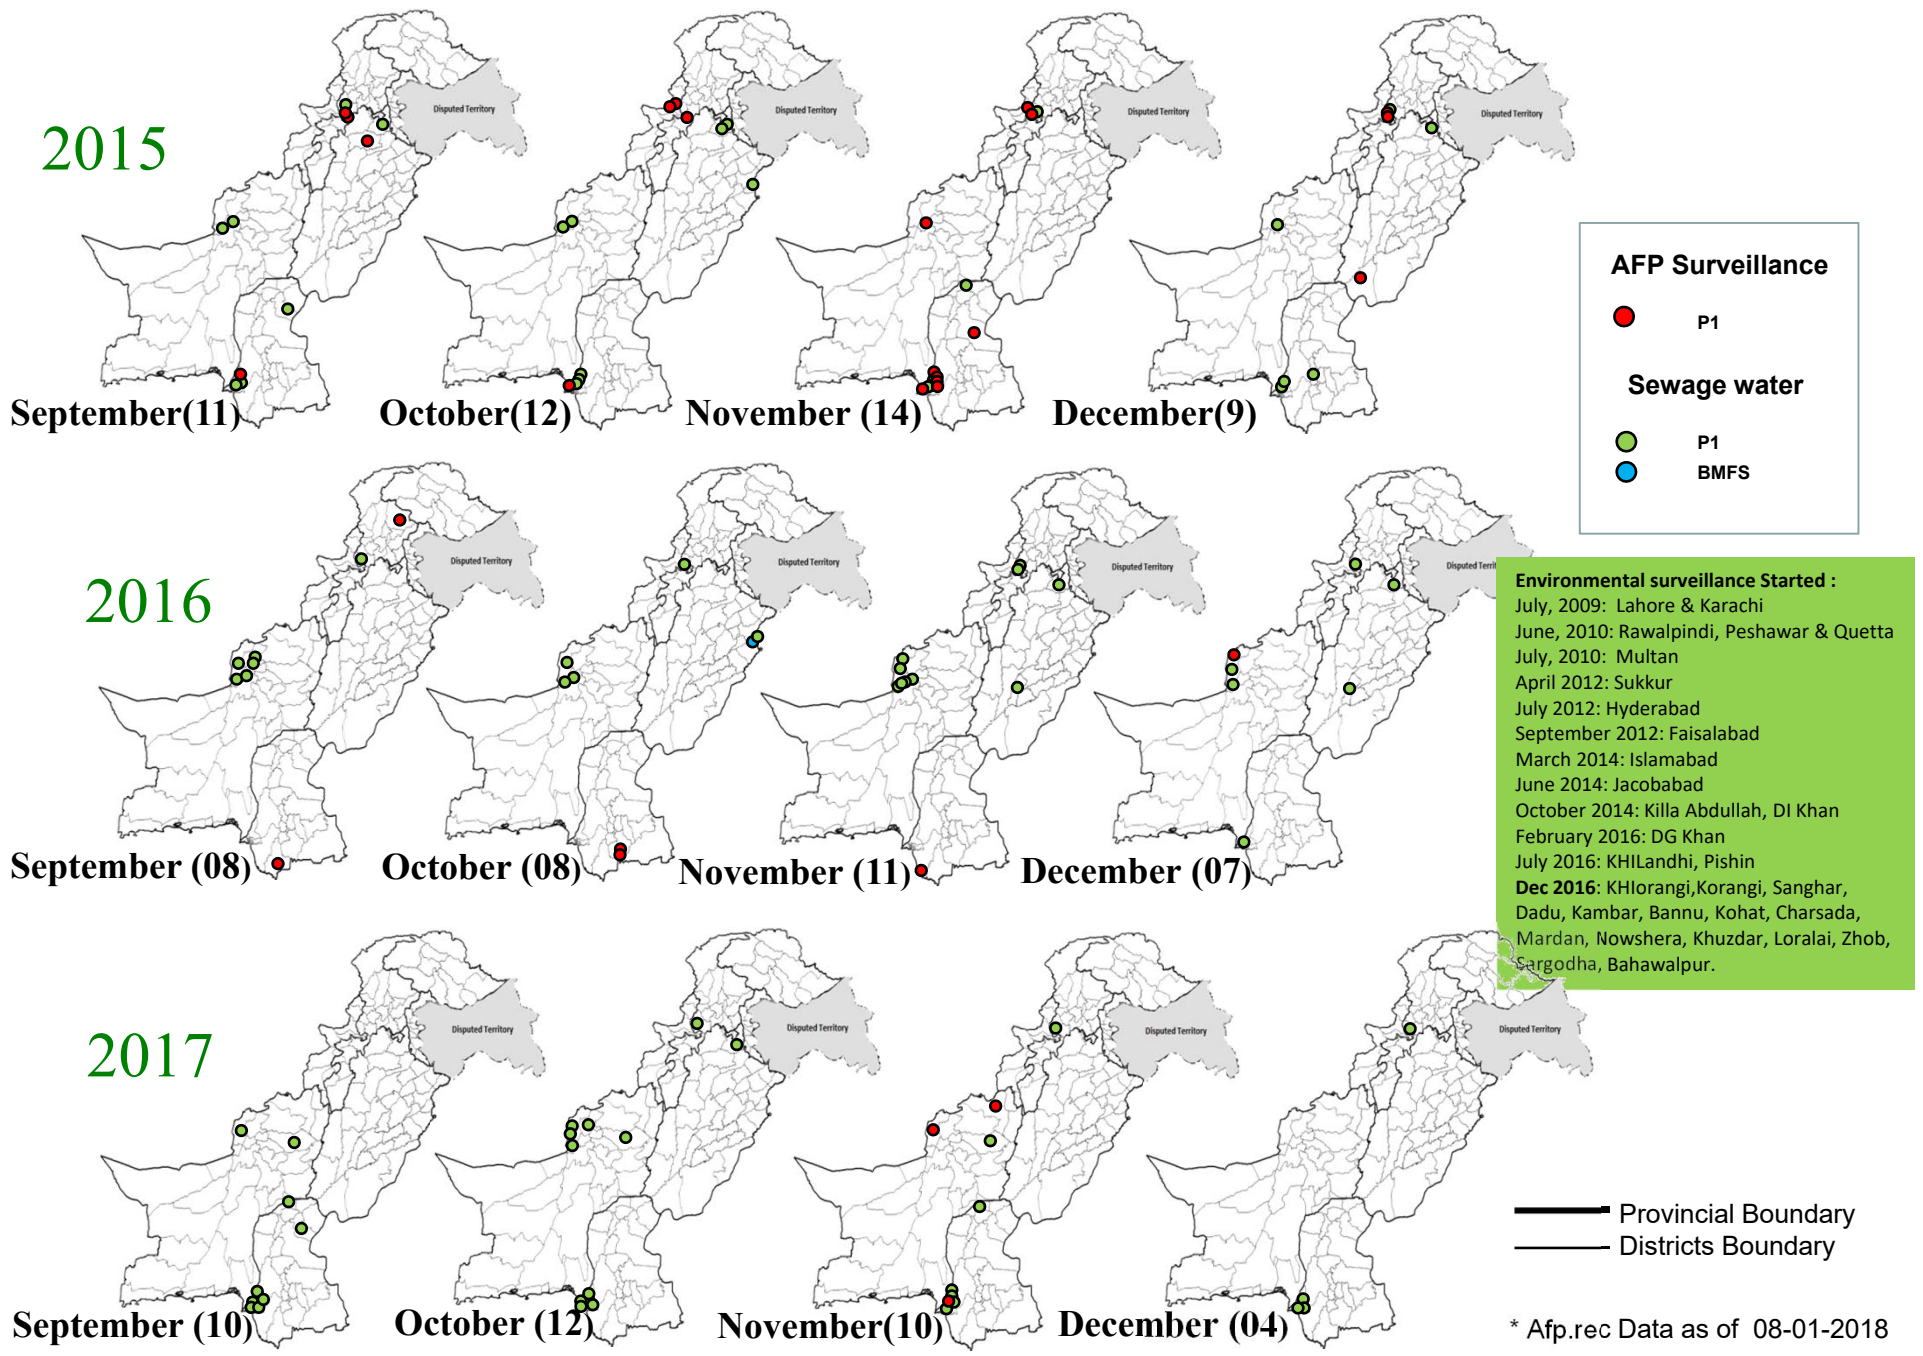 2015
Disputed Territory
Disputed Territory
Disputed Territory
Disputed Territory
September(11)
October(12)
November (14)
December(9)
AFP Surveillance
P1
Sewage water
P1
BMFS
2016
Disputed Territory
Disputed Territory
Disputed Territory
Disputed Territ
September (08)
October (08)
November (11)
December (07)
Environmental surveillance Started :
July, 2009: Lahore & Karachi
June, 2010: Rawalpindi, Peshawar & Quetta
July, 2010: Multan
April 2012: Sukkur
July 2012: Hyderabad
September 2012: Faisalabad
March 2014: Islamabad
June 2014: Jacobabad
October 2014: Killa Abdullah, DI Khan
February 2016: DG Khan
July 2016: KHILandhi, Pishin
Dec 2016: KHIorangi,Korangi, Sanghar,
Dadu, Kambar, Bannu, Kohat, Charsada,
Mardan, Nowshera, Khuzdar, Loralai, Zhob,
Sargodha, Bahawalpur.
2017
Disputed Territory
Disputed Territory
Disputed Territory
Disputed Territory
September (10)
October (12)
November(10)
December (04)
Provincial Boundary
Districts Boundary
* Afp.rec Data as of 08-01-2018